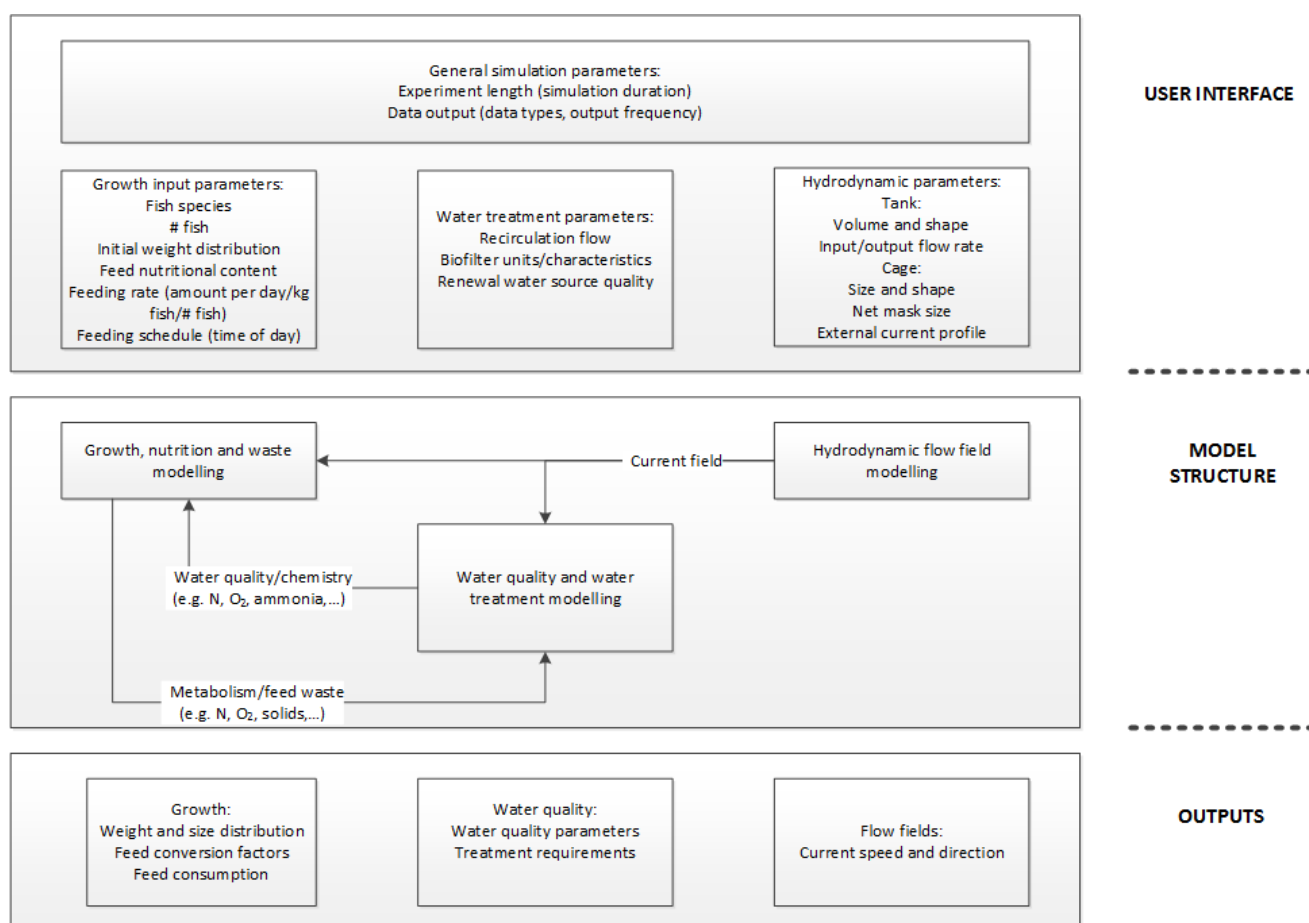 General simulation parameters:
Experiment length (simulation duration)
Data output (data types, output frequency)
USER INTERFACE
Growth input parameters:
Fish species
# fish
Initial weight distribution
Feed nutritional content
Feeding rate (amount per day/kg
fish/# fish)
Feeding schedule (time of day)
Water treatment parameters:
Recirculation flow
Biofilter units/characteristics
Renewal water source quality
Hydrodynamic parameters:
Tank:
Volume and shape
Input/output flow rate
Cage:
Size and shape
Net mask size
External current profile
Growth, nutrition and waste
modelling
Current field
Hydrodynamic flow field
modelling
MODEL
STRUCTURE
Water quality/chemistry
(e.g. N, O₂, ammonia,...)
Water quality and water
treatment modelling
Metabolism/feed waste
(e.g. N, O₂, solids,...)
Growth:
Weight and size distribution
Feed conversion factors
Feed consumption
Water quality:
Water quality parameters
Treatment requirements
Flow fields:
Current speed and direction
OUTPUTS